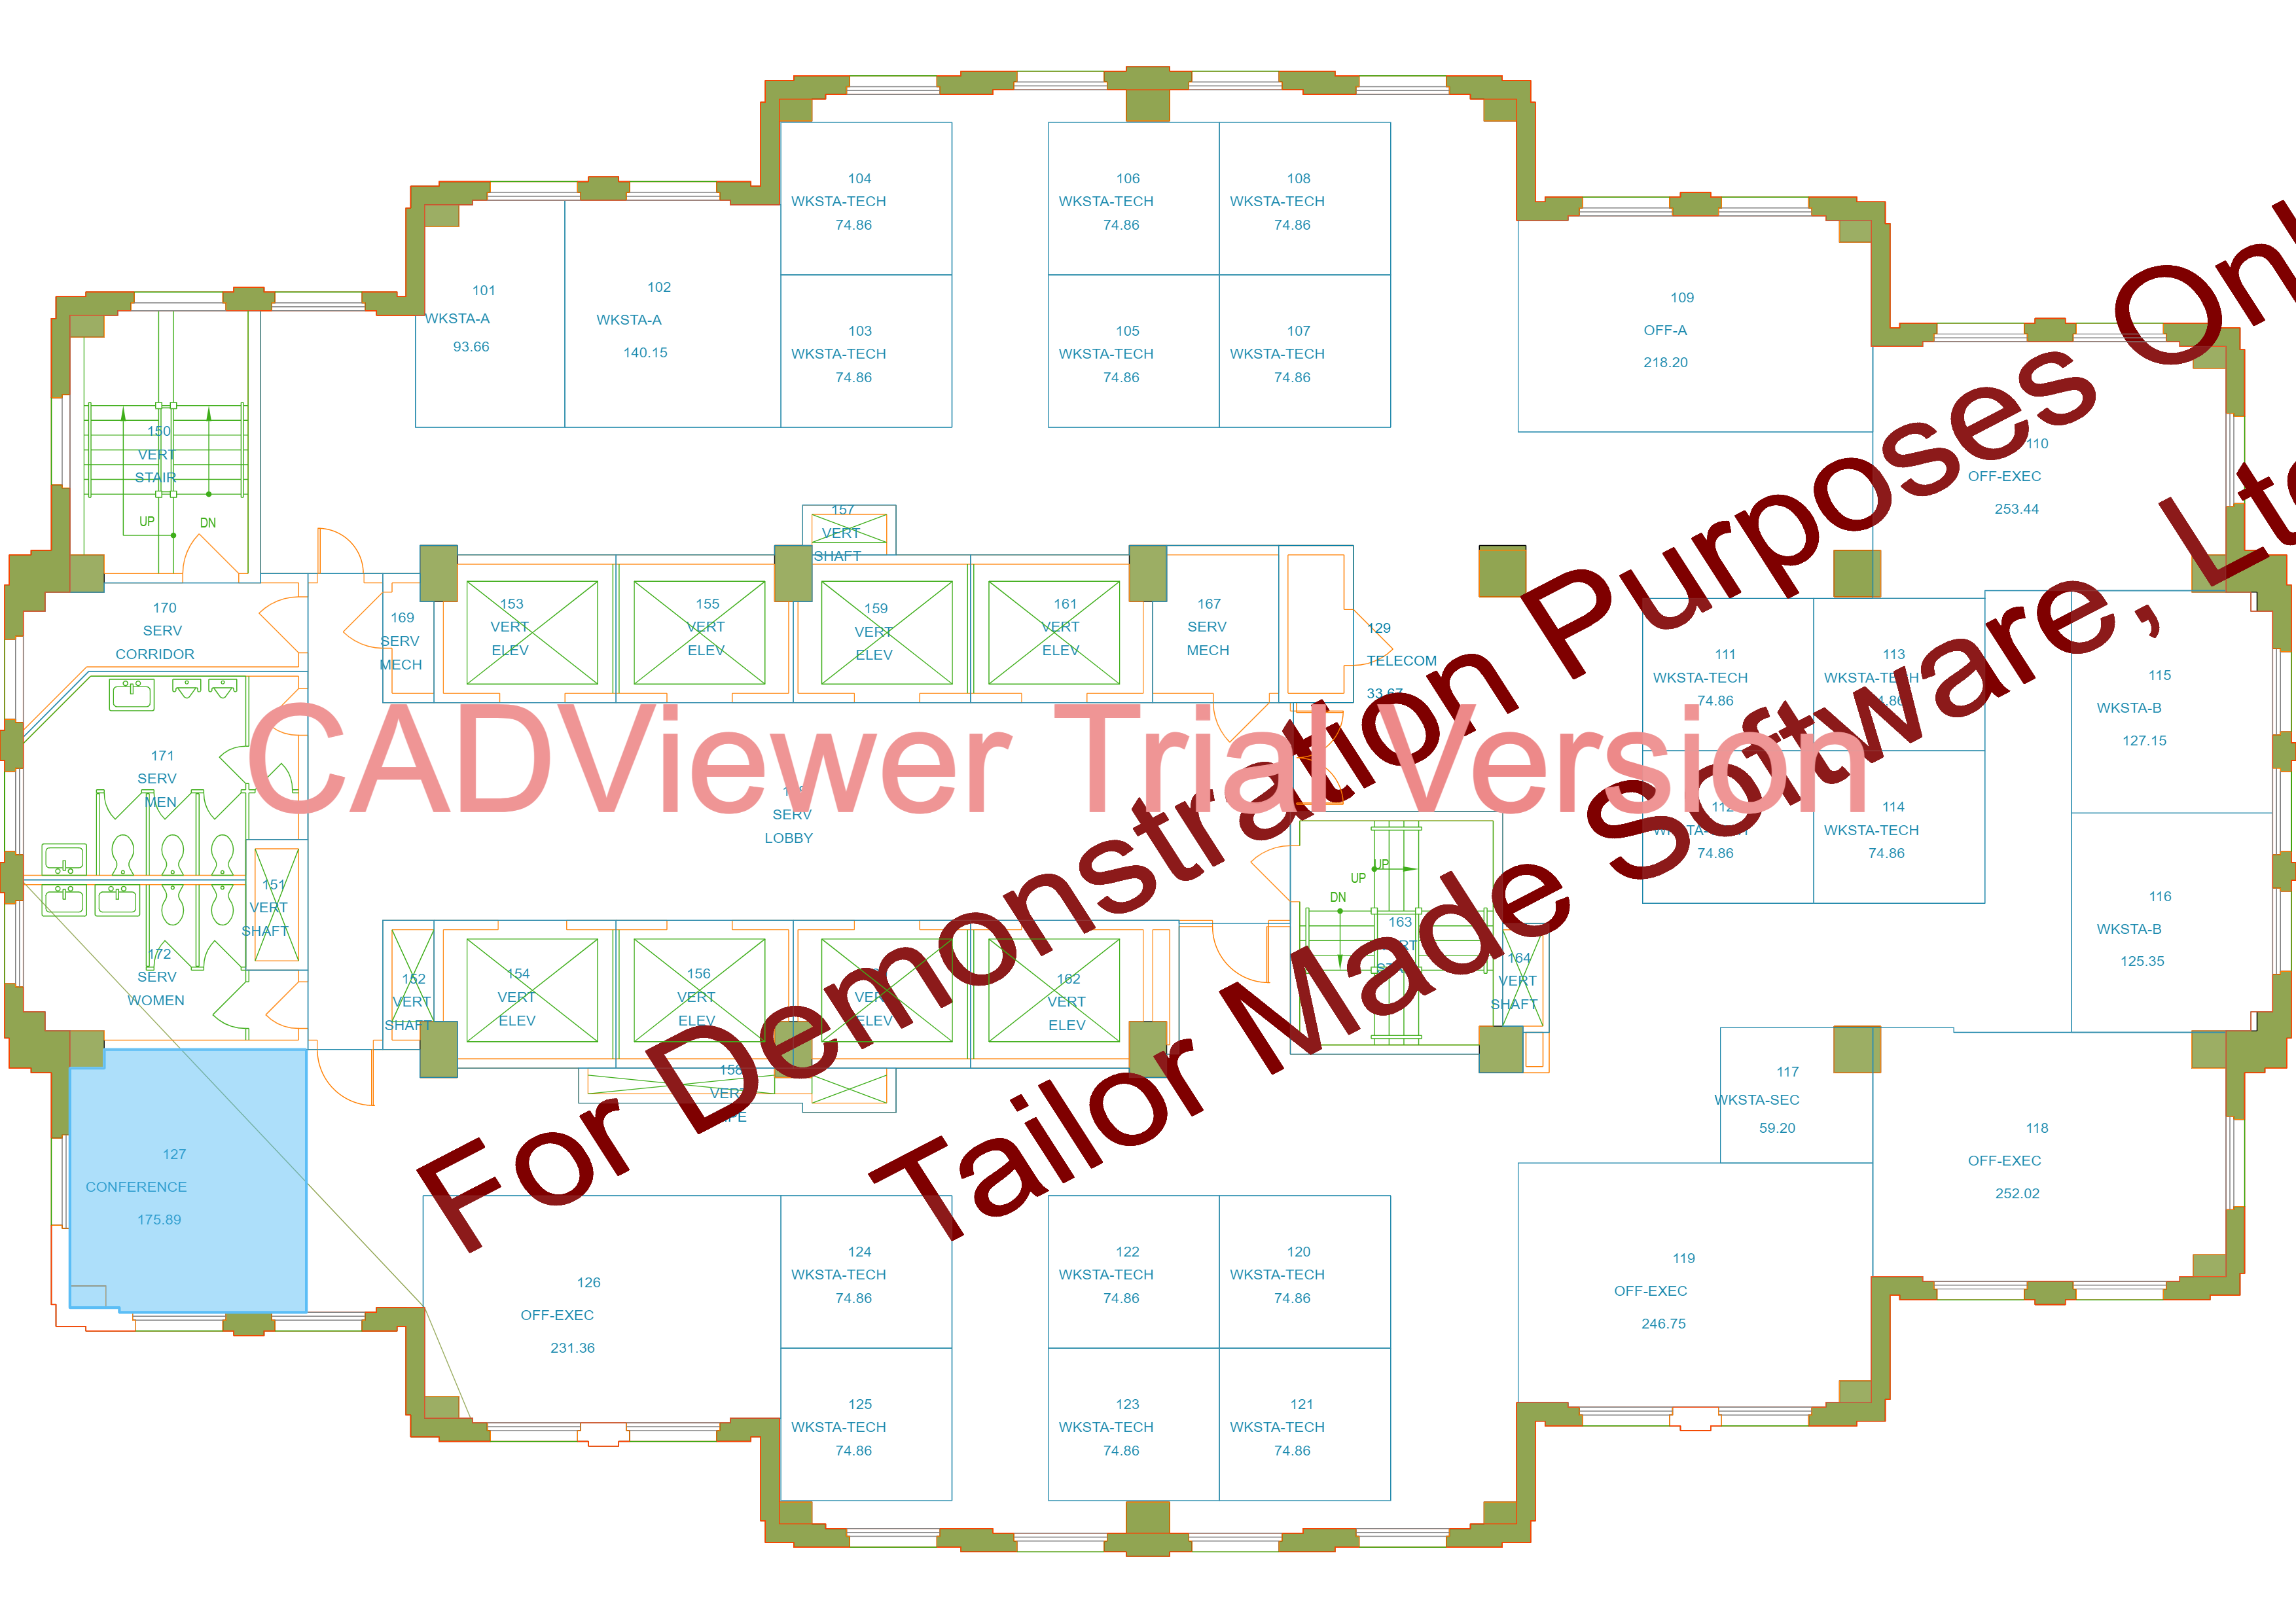 104
WKSTA-TECH
74.86
106
WKSTA-TECH
74.86
108
WKSTA-TECH
74.86
101
WKSTA-A
93.66
102
WKSTA-A
140.15
103
WKSTA-TECH
74.86
105
WKSTA-TECH
74.86
107
WKSTA-TECH
74.86
109
OFF-A
218.20
110
OFF-EXEC
253.44
150
VERT
STAIR
UP
DN
157
VERT
SHAFT
170
SERV
CORRIDOR
169
SERV
MECH
153
VERT
ELEV
155
VERT
ELEV
159
VERT
ELEV
161
VERT
ELEV
167
SERV
MECH
129
TELECOM
33.67
111
WKSTA-TECH
74.86
113
WKSTA-TECH
74.86
115
WKSTA-B
127.15
171
SERV
MEN
SERV
LOBBY
112
WKSTA-TECH
74.86
114
WKSTA-TECH
74.86
116
WKSTA-B
125.35
151
VERT
SHAFT
172
SERV
WOMEN
152
VERT
SHAFT
154
VERT
ELEV
156
VERT
ELEV
VERT
ELEV
162
VERT
ELEV
UP
UP
DN
163
164
VERT
SHAFT
158
VERT
117
WKSTA-SEC
59.20
118
OFF-EXEC
252.02
127
CONFERENCE
175.89
126
OFF-EXEC
231.36
124
WKSTA-TECH
74.86
122
WKSTA-TECH
74.86
120
WKSTA-TECH
74.86
119
OFF-EXEC
246.75
125
WKSTA-TECH
74.86
123
WKSTA-TECH
74.86
121
WKSTA-TECH
74.86
CADViewer Trial Version
For Demonstration Purposes
Tailor Made Software,